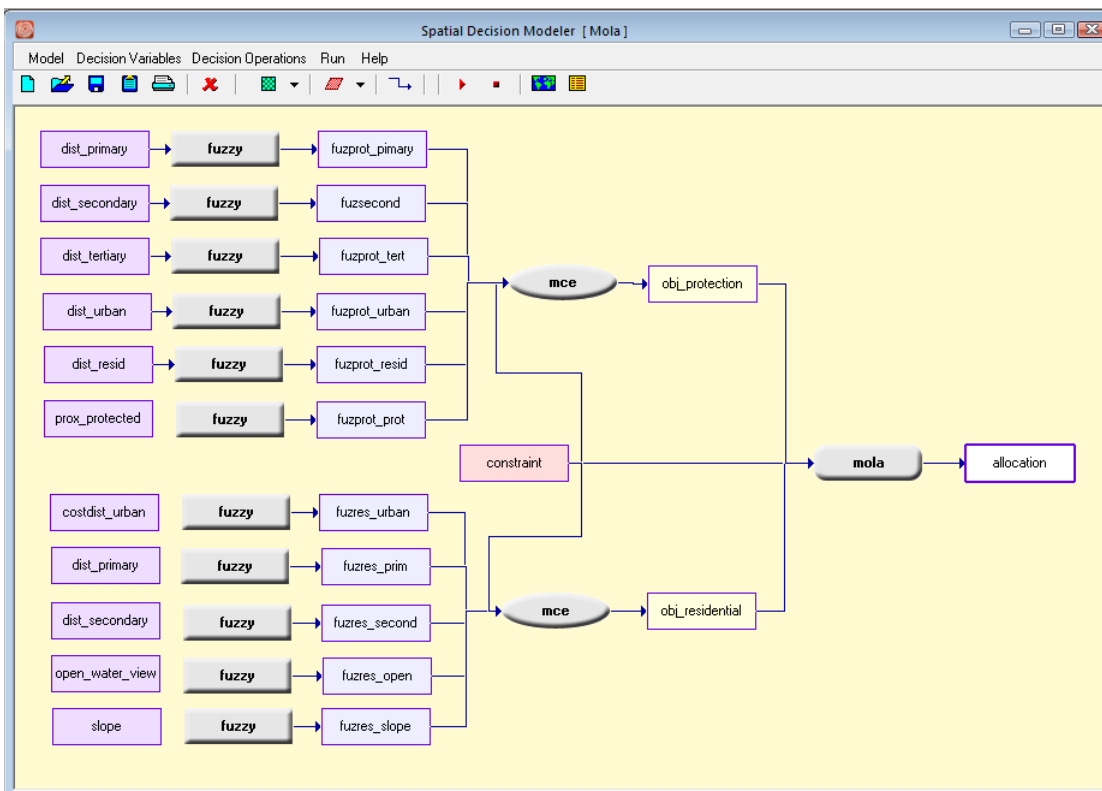 Spatial Decision Modeler [ Mola ]
Model Decision Variables Decision Operations Run Help
dist_primary fuzzy fuzprot_pimary
dist_secondary fuzzy fuzsecond
dist_tertiary fuzzy fuzprot_tert
mce obj_protection
dist_urban fuzzy fuzprot_urban
dist_resid fuzzy fuzprot_resid
prox_protected fuzzy fuzprot_prot
constraint mola allocation
costdist_urban fuzzy fuzres_urban
dist_primary fuzzy fuzres_prim
mce obj_residential
dist_secondary fuzzy fuzres_second
open_water_view fuzzy fuzres_open
slope fuzzy fuzres_slope